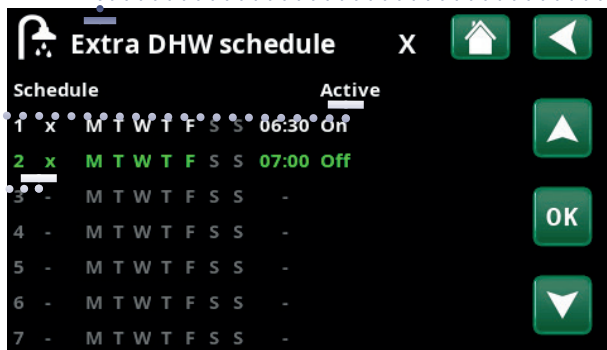 Extra DHW schedule X
Schedule Active
1 x M T W T F S S 06:30 On
2 x M T W T F S S 07:00 Off
3 - M T W T F S S -
4 - M T W T F S S -
OK
5 - M T W T F S S -
6 - M T W T F S S -
7 - M T W T F S S -